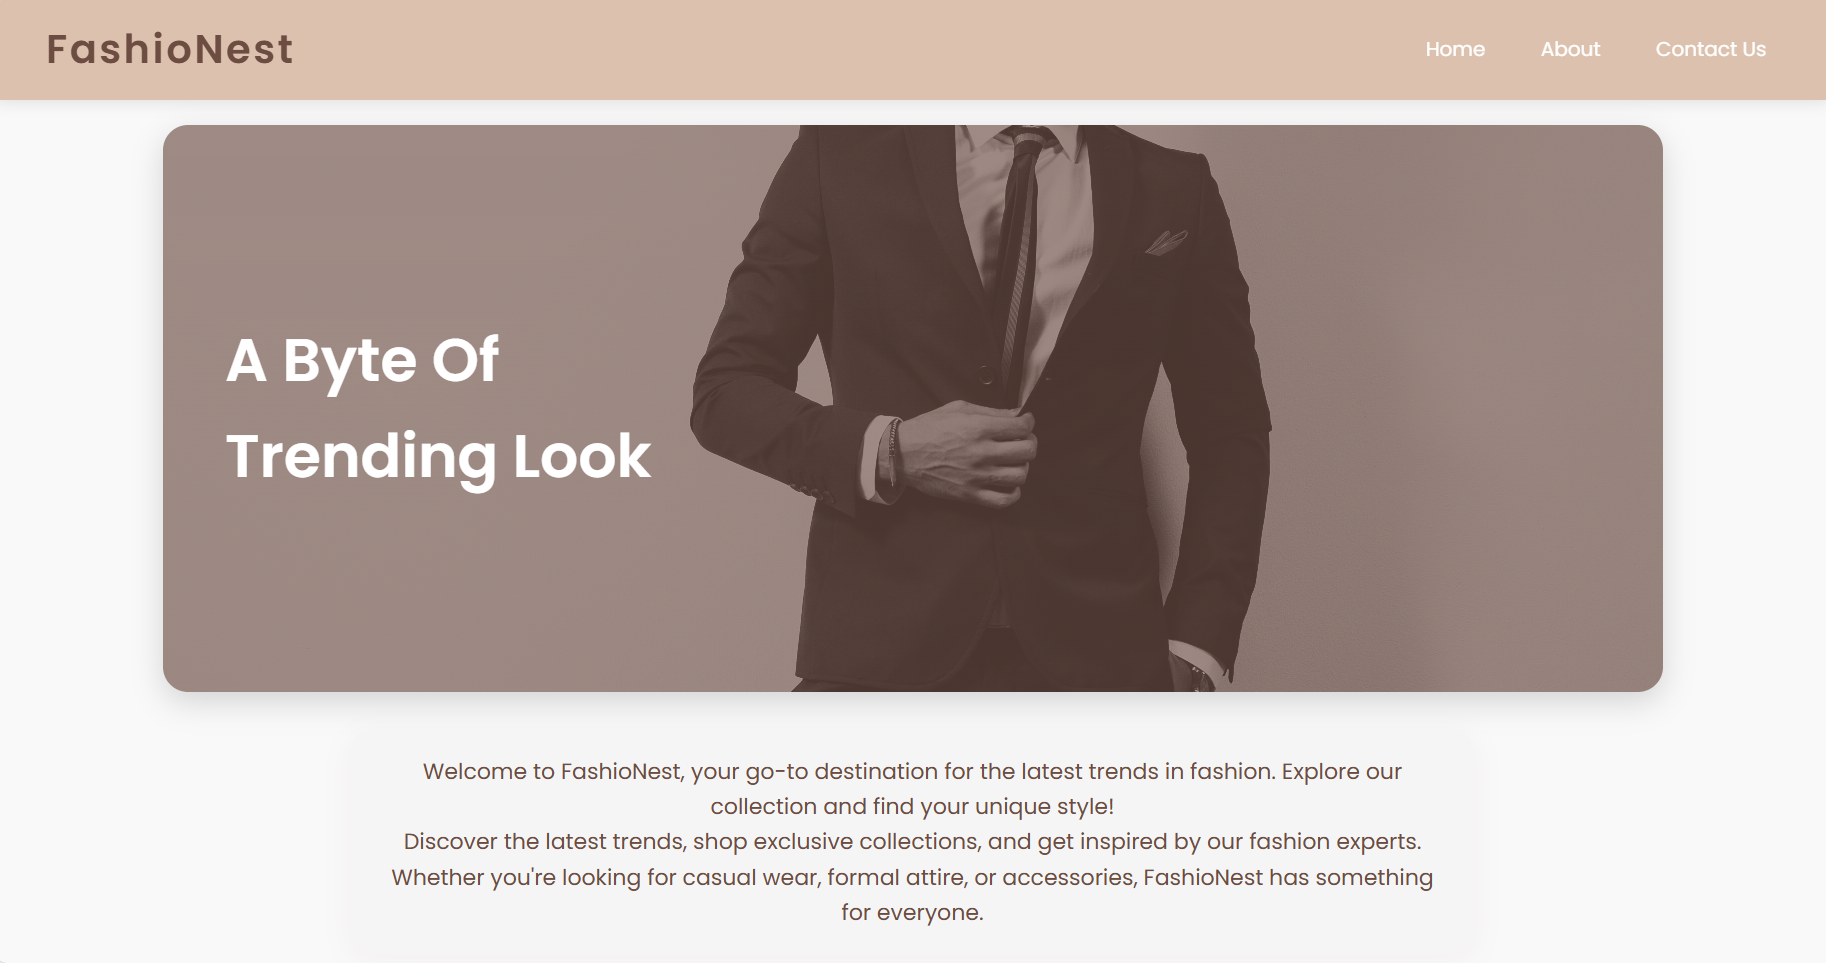 FashioNest
Home
About
Contact Us
A Byte Of
Trending Look
Welcome to FashioNest, your go-to destination for the latest trends in fashion. Explore our
collection and find your unique style!
Discover the latest trends, shop exclusive collections, and get inspired by our fashion experts.
Whether you're looking for casual wear, formal attire, or accessories, FashioNest has something
for everyone.